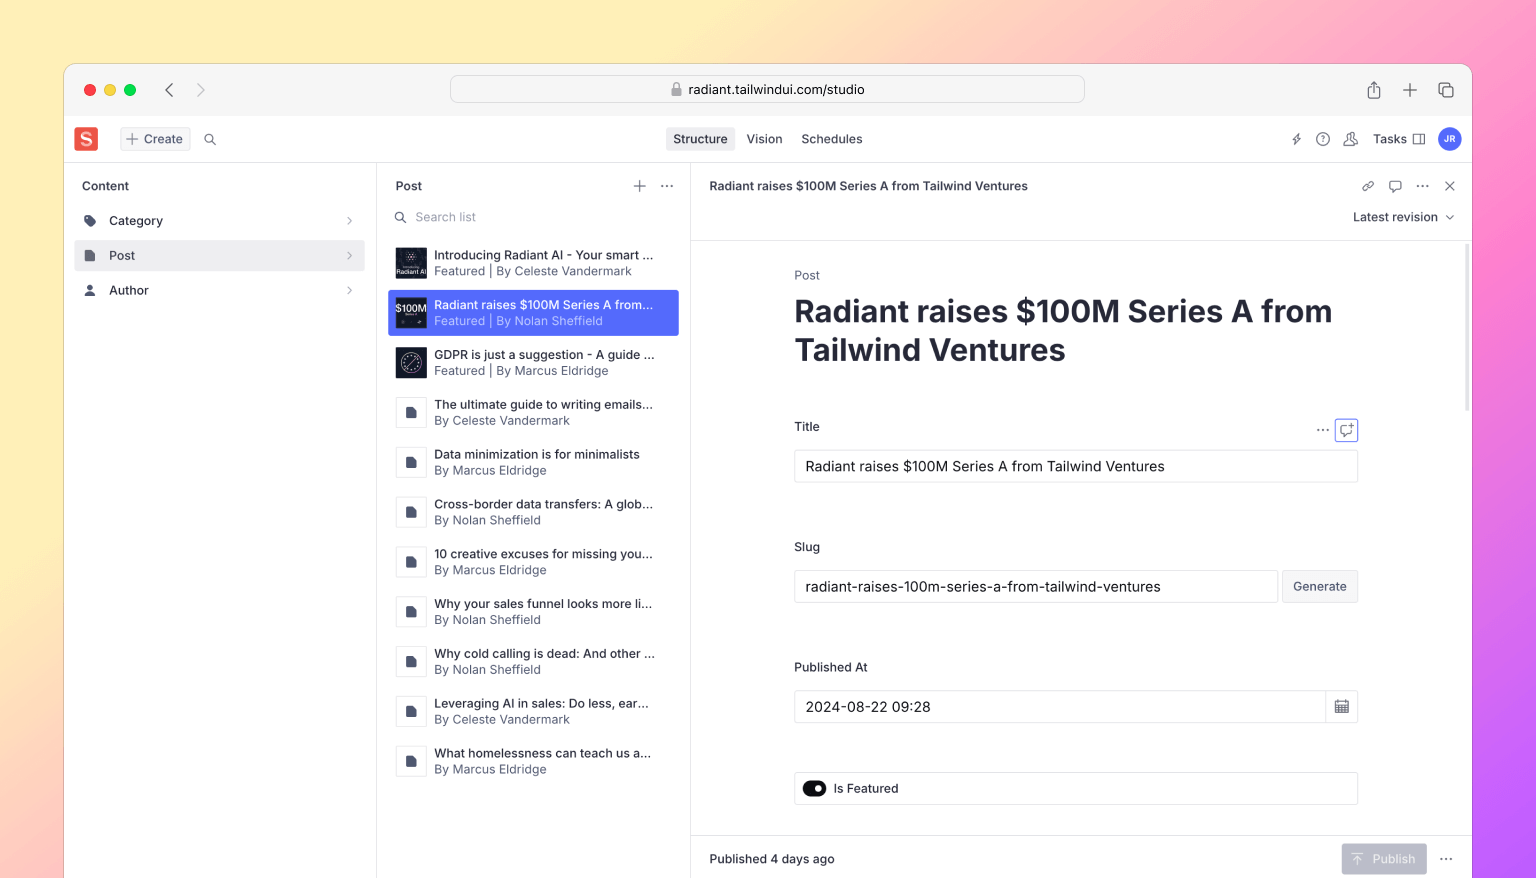 radiant.tailwindui.com/studio
S
Create
Structure
Vision
Schedules
Tasks
JR
Content
Category
Post
Author
Post
Search list
Introducing
Radiant AI
Introducing Radiant AI - Your smart ...
Featured | By Celeste Vandermark
$100M
Radiant raises $100M Series A from...
Featured | By Nolan Sheffield
GDPR is just a suggestion - A guide ...
Featured | By Marcus Eldridge
The ultimate guide to writing emails...
By Celeste Vandermark
Data minimization is for minimalists
By Marcus Eldridge
Cross-border data transfers: A glob...
By Nolan Sheffield
10 creative excuses for missing you...
By Marcus Eldridge
Why your sales funnel looks more li...
By Nolan Sheffield
Why cold calling is dead: And other ...
By Nolan Sheffield
Leveraging AI in sales: Do less, ear...
By Celeste Vandermark
What homelessness can teach us a...
By Marcus Eldridge
Radiant raises $100M Series A from Tailwind Ventures
Latest revision
Post
Radiant raises $100M Series A from
Tailwind Ventures
Title
Radiant raises $100M Series A from Tailwind Ventures
Slug
radiant-raises-100m-series-a-from-tailwind-ventures
Generate
Published At
2024-08-22 09:28
Is Featured
Published 4 days ago
Publish